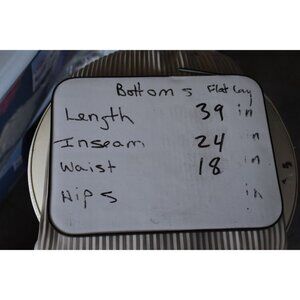 Bottoms Flat Lay
Length 39 in
Inseam 24 in
Waist 18 in
Hips in